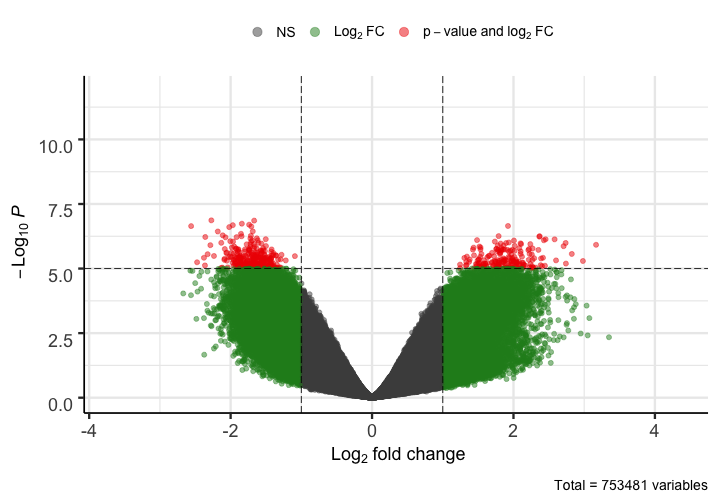 NS Log₂ FC p − value and log₂ FC
−Log₁₀ P
10.0
7.5
5.0
2.5
0.0
-4 -2 0 2 4
Log₂ fold change
Total = 753481 variables